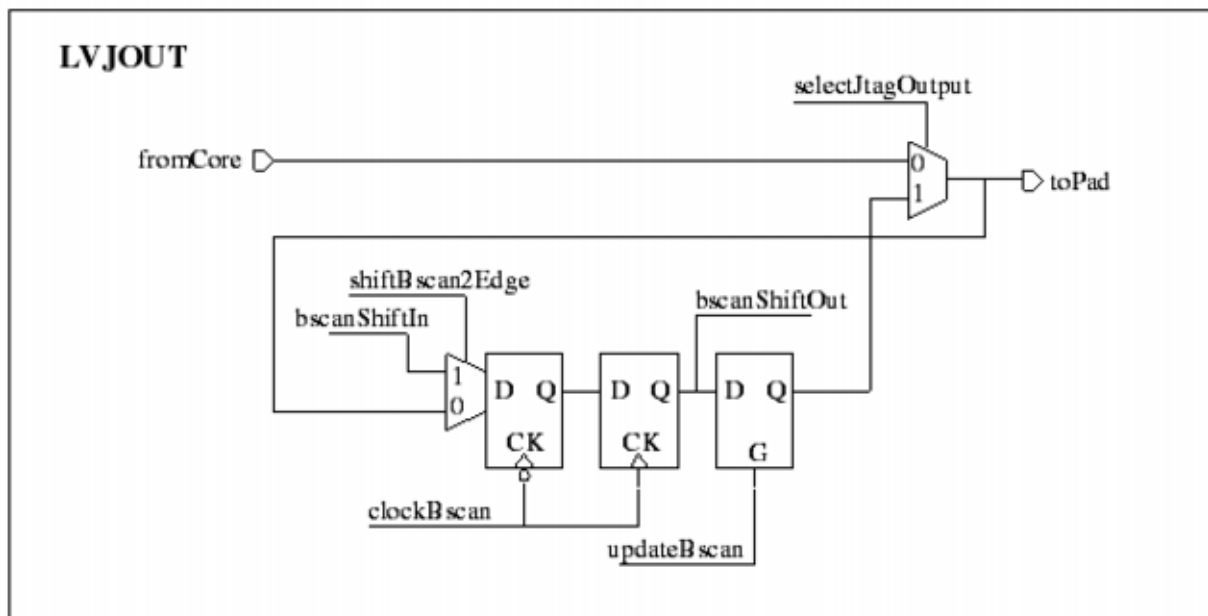 LVJOUT
selectJtagOutput
fromCore
0
1
toPad
shiftBscan2Edge
bscanShiftIn
bscanShiftOut
1
0
D Q
CK
D Q
CK
D Q
G
clockBscan
updateBscan